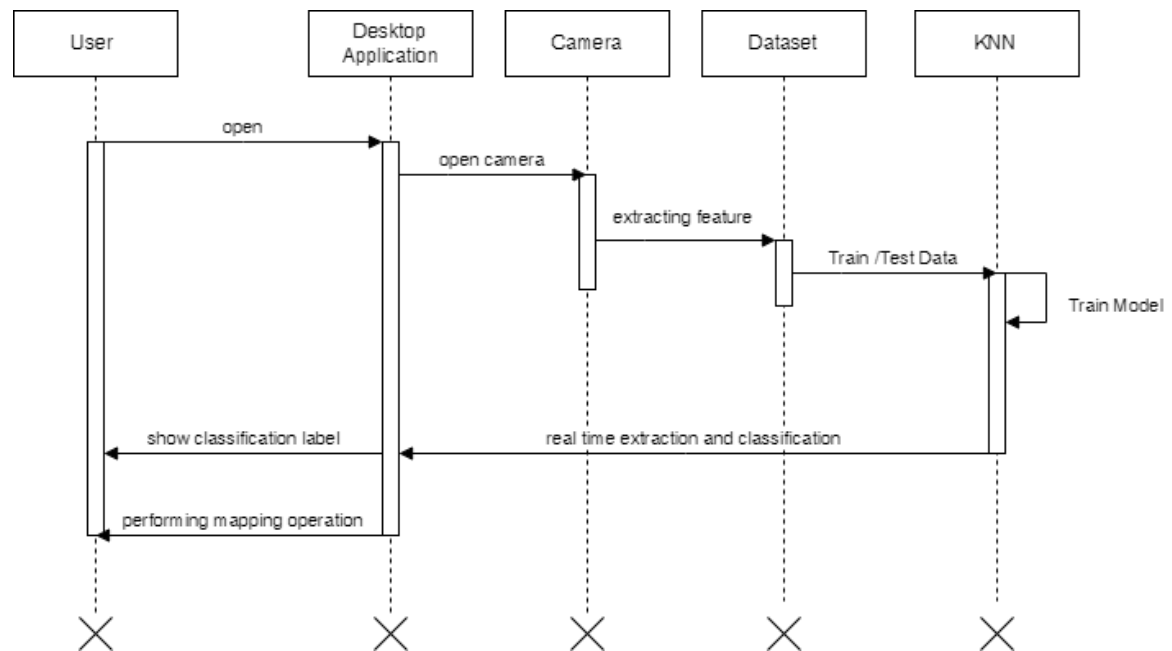 User
Desktop
Application
Camera
Dataset
KNN
open
open camera
extracting feature
Train /Test Data
Train Model
show classification label
real time extraction and classification
performing mapping operation